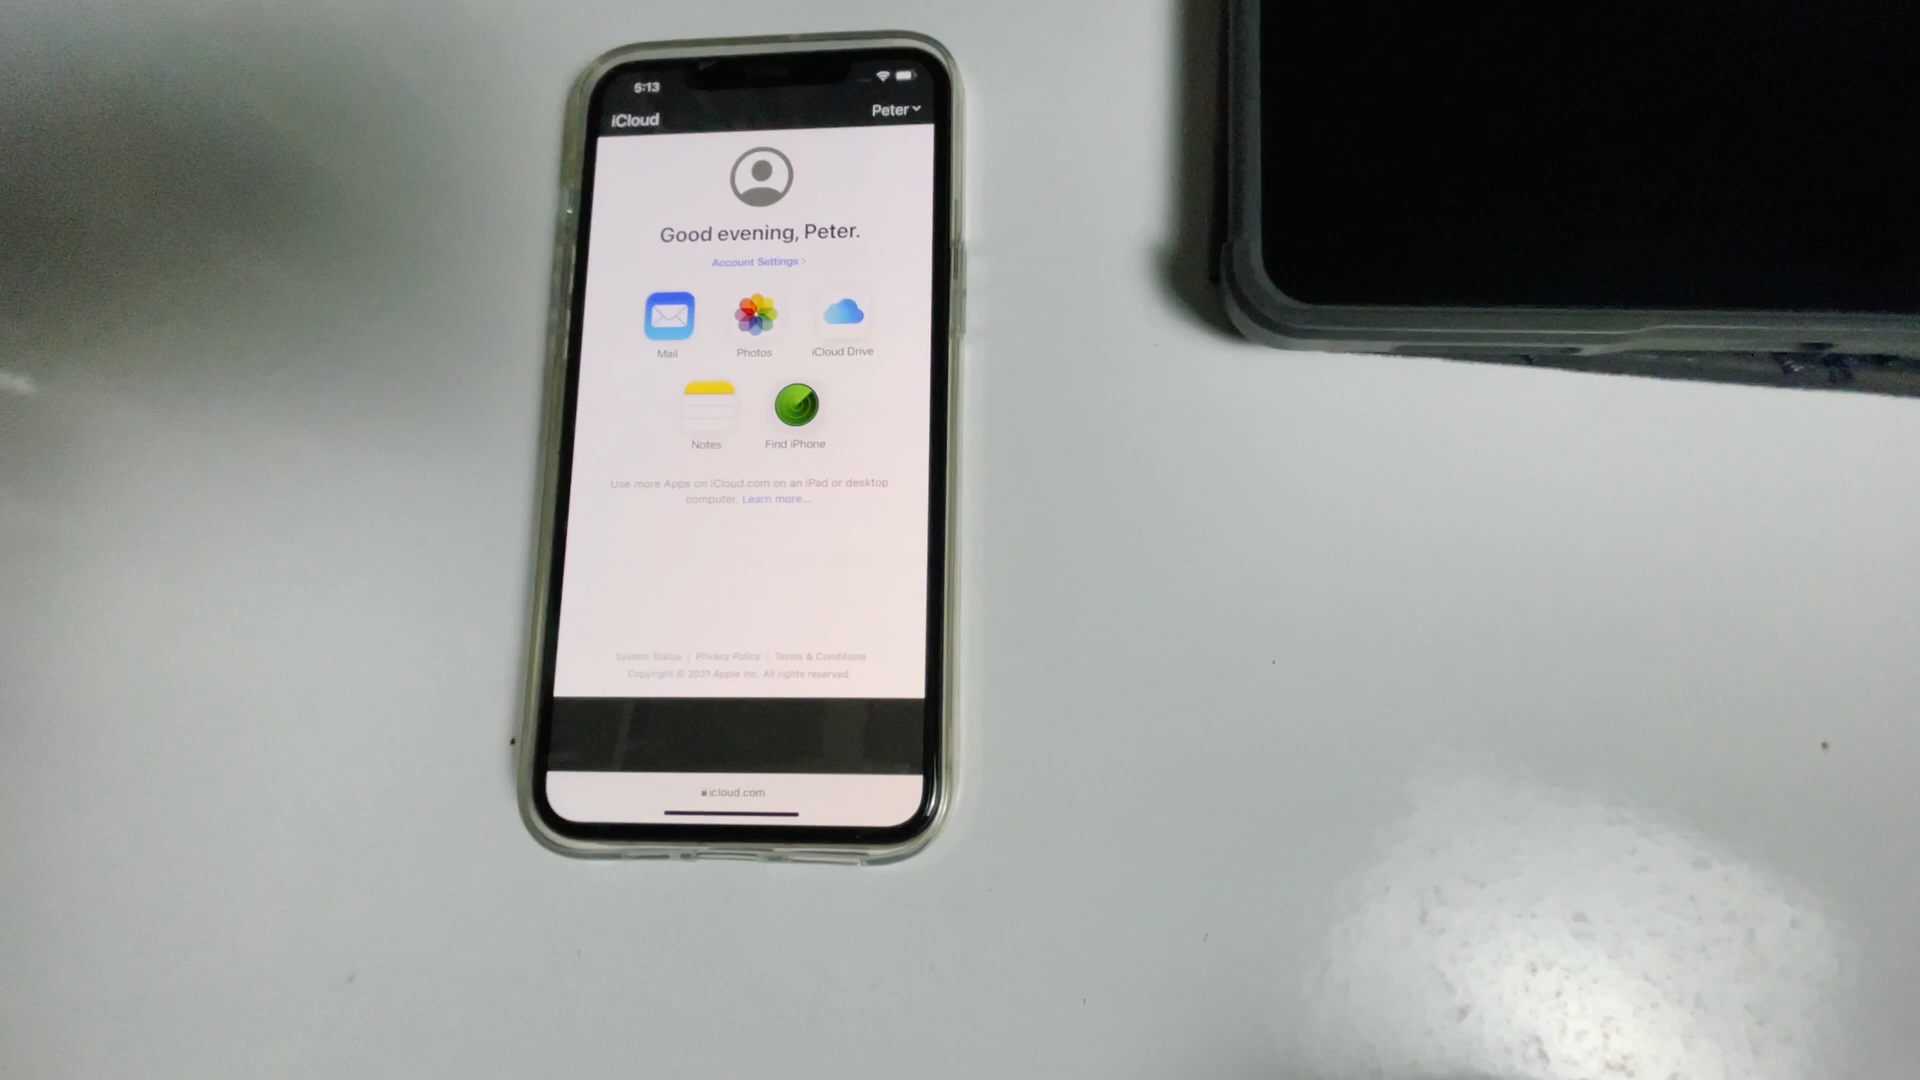 5:13
iCloud
Peter
Good evening, Peter.
Account Settings ›
Mail
Photos
iCloud Drive
Notes
Find iPhone
Use more Apps on iCloud.com on an iPad or desktop
computer. Learn more...
System Status | Privacy Policy | Terms & Conditions
Copyright © 2021 Apple Inc. All rights reserved.
icloud.com